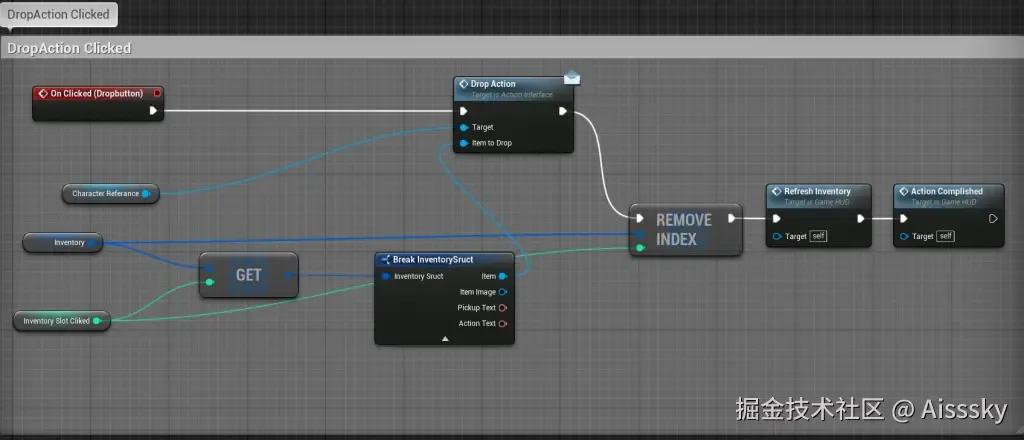 DropAction Clicked
DropAction Clicked
On Clicked (Dropbutton)
Drop Action
Target is Action Interface
Target
Item to Drop
Character Referance
Inventory
GET
Inventory Slot Cliked
Break InventorySruct
Inventory Sruct
Item
Item Image
Pickup Text
Action Text
REMOVE
INDEX
Refresh Inventory
Target is Game HUD
Target self
Action Complished
Target is Game HUD
Target self
掘金技术社区 @ Aisssky